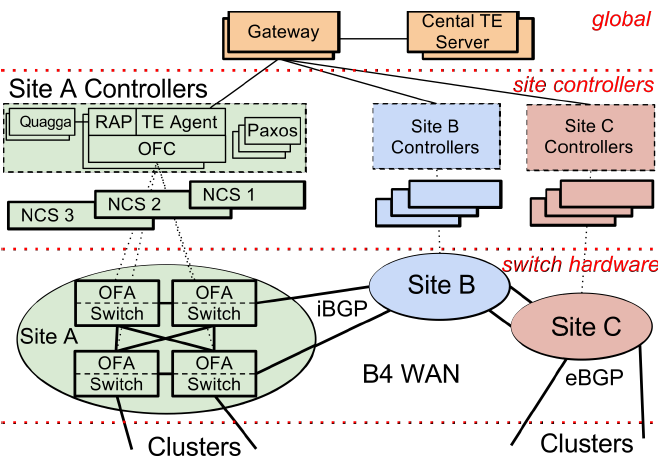 global
Gateway
Cental TE
Server
site controllers
Site A Controllers
Quagga
RAP
TE Agent
OFC
Paxos
Site B
Controllers
Site C
Controllers
NCS 1
NCS 2
NCS 3
switch hardware
Site A
OFA
Switch
OFA
Switch
OFA
Switch
OFA
Switch
iBGP
Site B
Site C
B4 WAN
eBGP
Clusters
Clusters